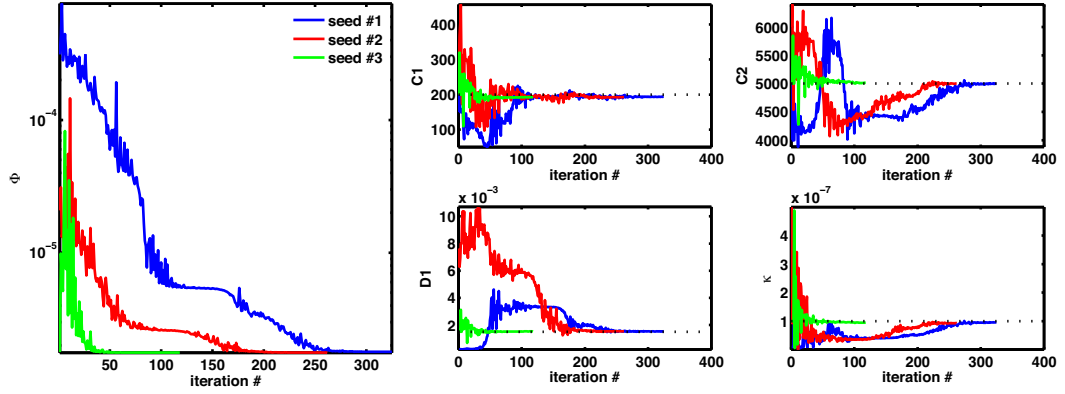 seed #1
seed #2
seed #3
10⁻⁴
10⁻⁵
Φ
50 100 150 200 250 300
iteration #
400
300
200
100
C1
0 100 200 300 400
iteration #
6000
5500
5000
4500
4000
C2
0 100 200 300 400
iteration #
x 10⁻³
10
8
6
4
2
D1
0 100 200 300 400
iteration #
x 10⁻⁷
4
3
2
1
0
κ
0 100 200 300 400
iteration #